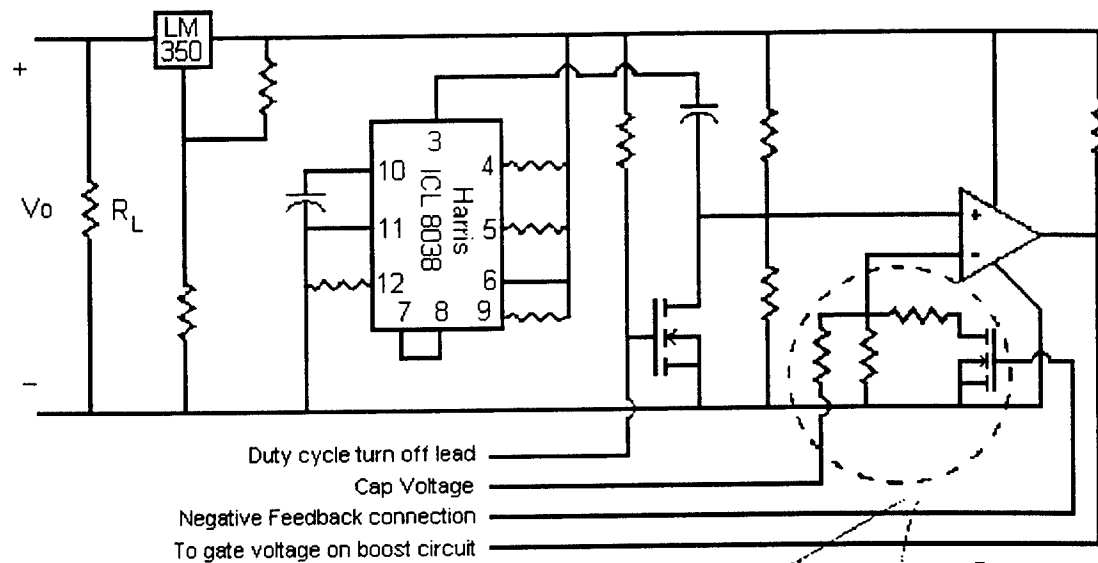 LM
350
+
Vo
R_L
-
3
10
4
11
5
12
6
7
8
9
Harris
ICL 8038
+
-
Duty cycle turn off lead
Cap Voltage
Negative Feedback connection
To gate voltage on boost circuit